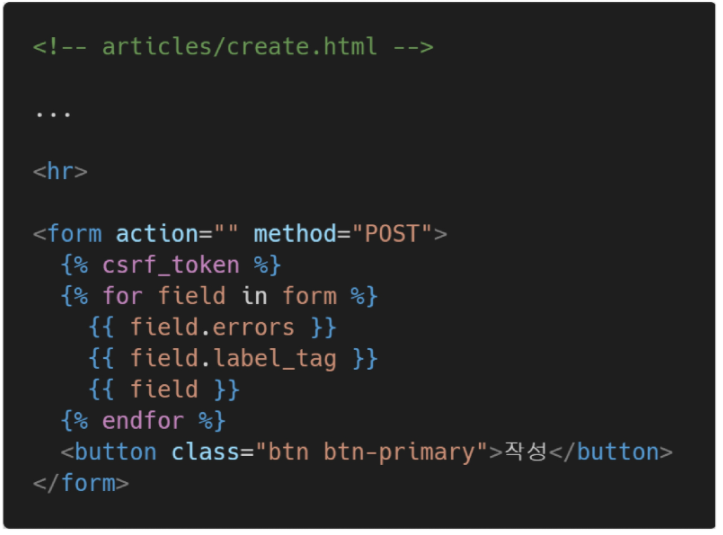 <!-- articles/create.html -->
...
<hr>
<form action="" method="POST">
{% csrf_token %}
{% for field in form %}
{{ field.errors }}
{{ field.label_tag }}
{{ field }}
{% endfor %}
<button class="btn btn-primary">작성</button>
</form>